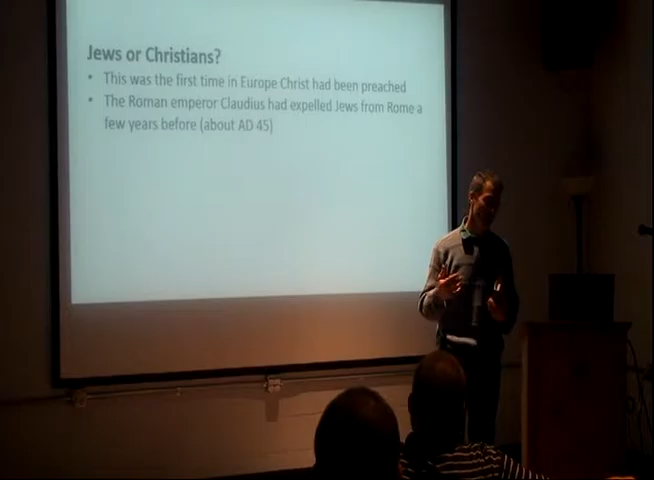 Jews or Christians?
• This was the first time in Europe Christ had been preached
• The Roman emperor Claudius had expelled Jews from Rome a
few years before (about AD 45)